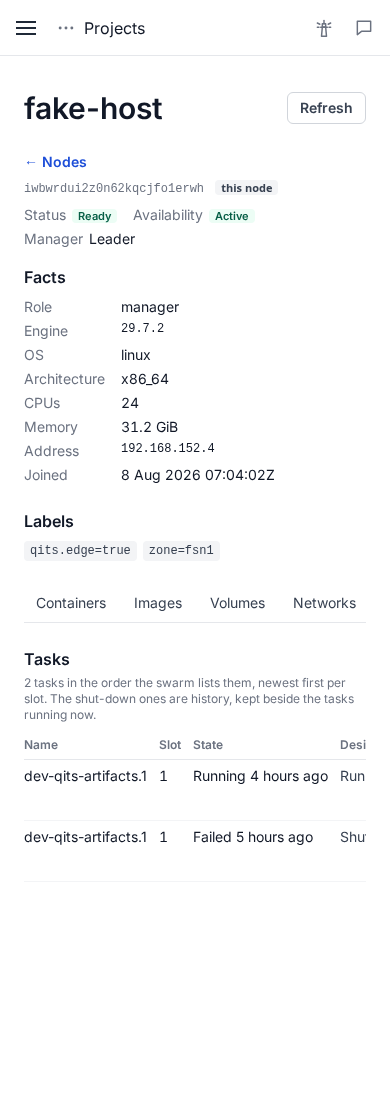 ··· Projects
fake-host
Refresh
← Nodes
iwbwrdui2z0n62kqcjfo1erwh this node
Status Ready Availability Active
Manager Leader
Facts
Role manager
Engine 29.7.2
OS linux
Architecture x86_64
CPUs 24
Memory 31.2 GiB
Address 192.168.152.4
Joined 8 Aug 2026 07:04:02Z
Labels
qits.edge=true zone=fsn1
Containers Images Volumes Networks
Tasks
2 tasks in the order the swarm lists them, newest first per
slot. The shut-down ones are history, kept beside the tasks
running now.
Name Slot State Desi
dev-qits-artifacts.1 1 Running 4 hours ago Run
dev-qits-artifacts.1 1 Failed 5 hours ago Shu